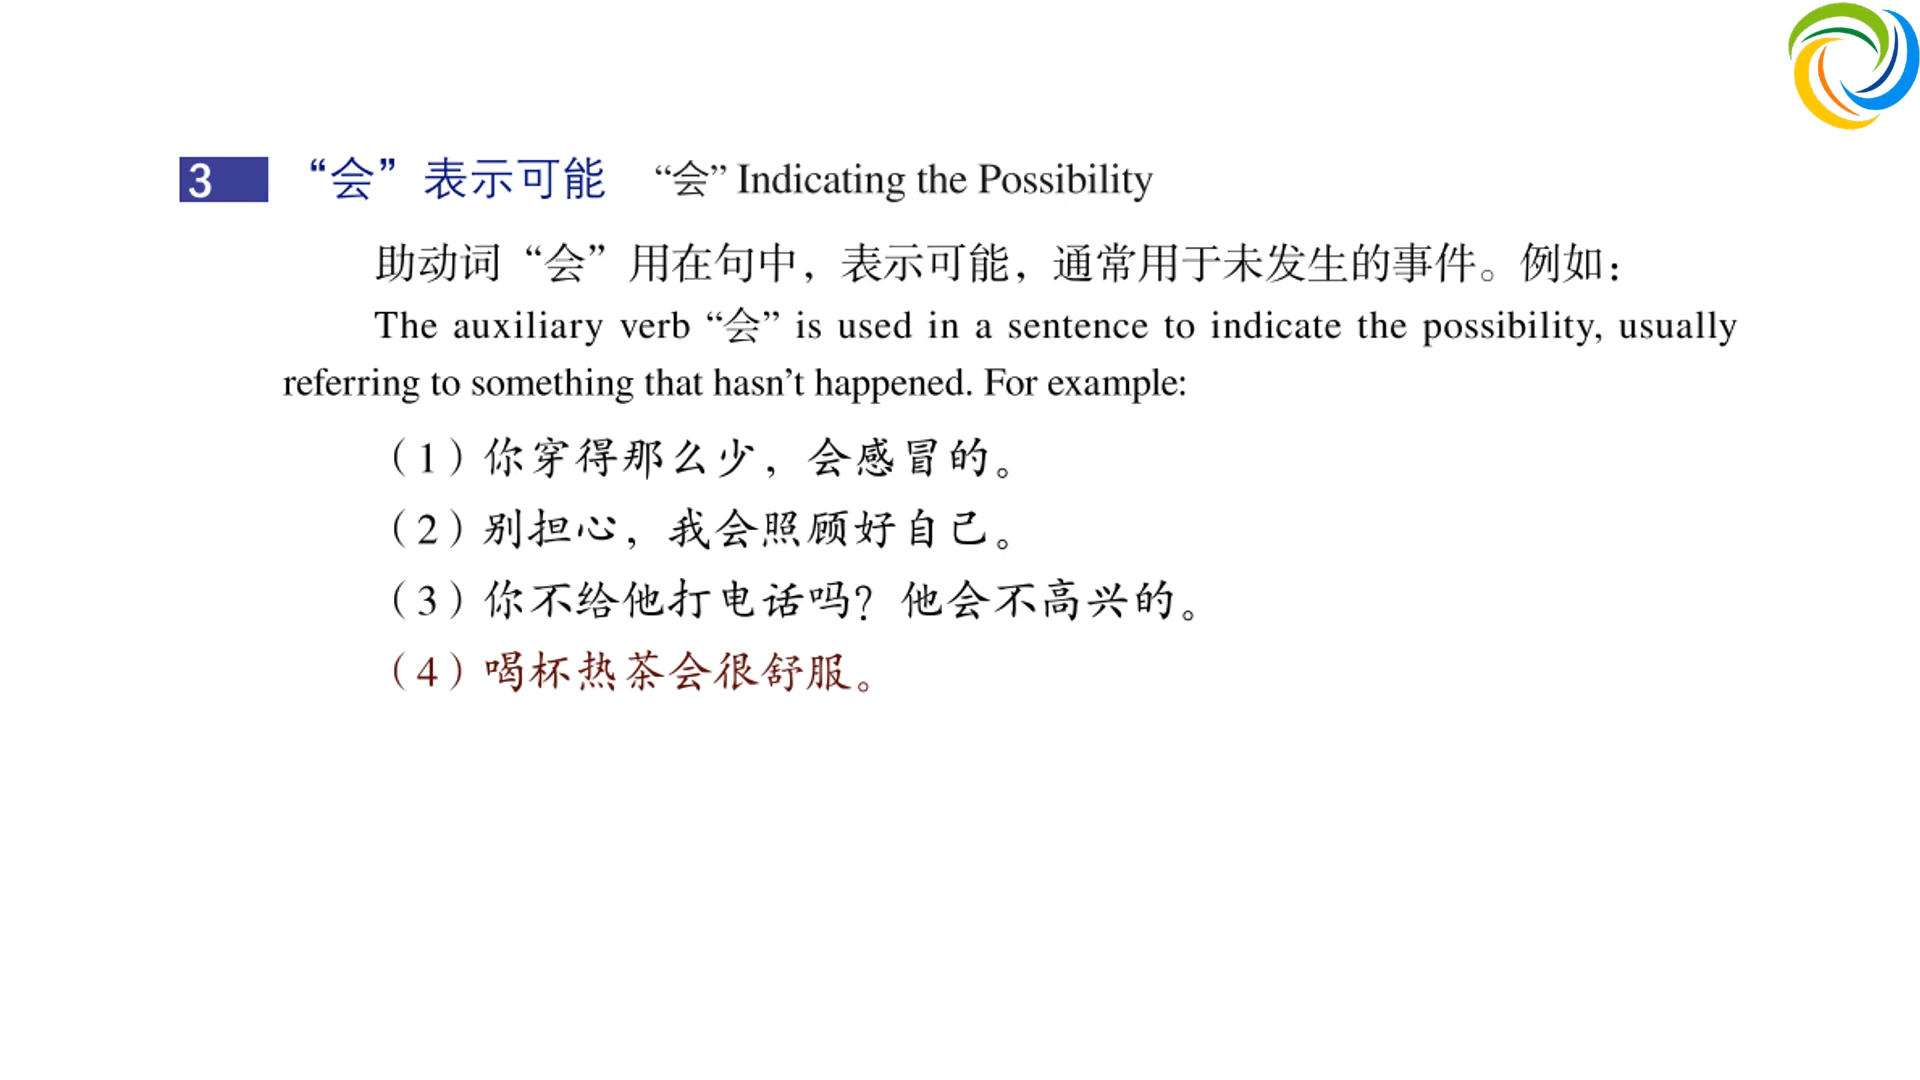 3 “会”表示可能 “会” Indicating the Possibility
助动词“会”用在句中，表示可能，通常用于未发生的事件。例如：
The auxiliary verb “会” is used in a sentence to indicate the possibility, usually
referring to something that hasn’t happened. For example:
（1）你穿得那么少，会感冒的。
（2）别担心，我会照顾好自己。
（3）你不给他打电话吗？他会不高兴的。
（4）喝杯热茶会很舒服。